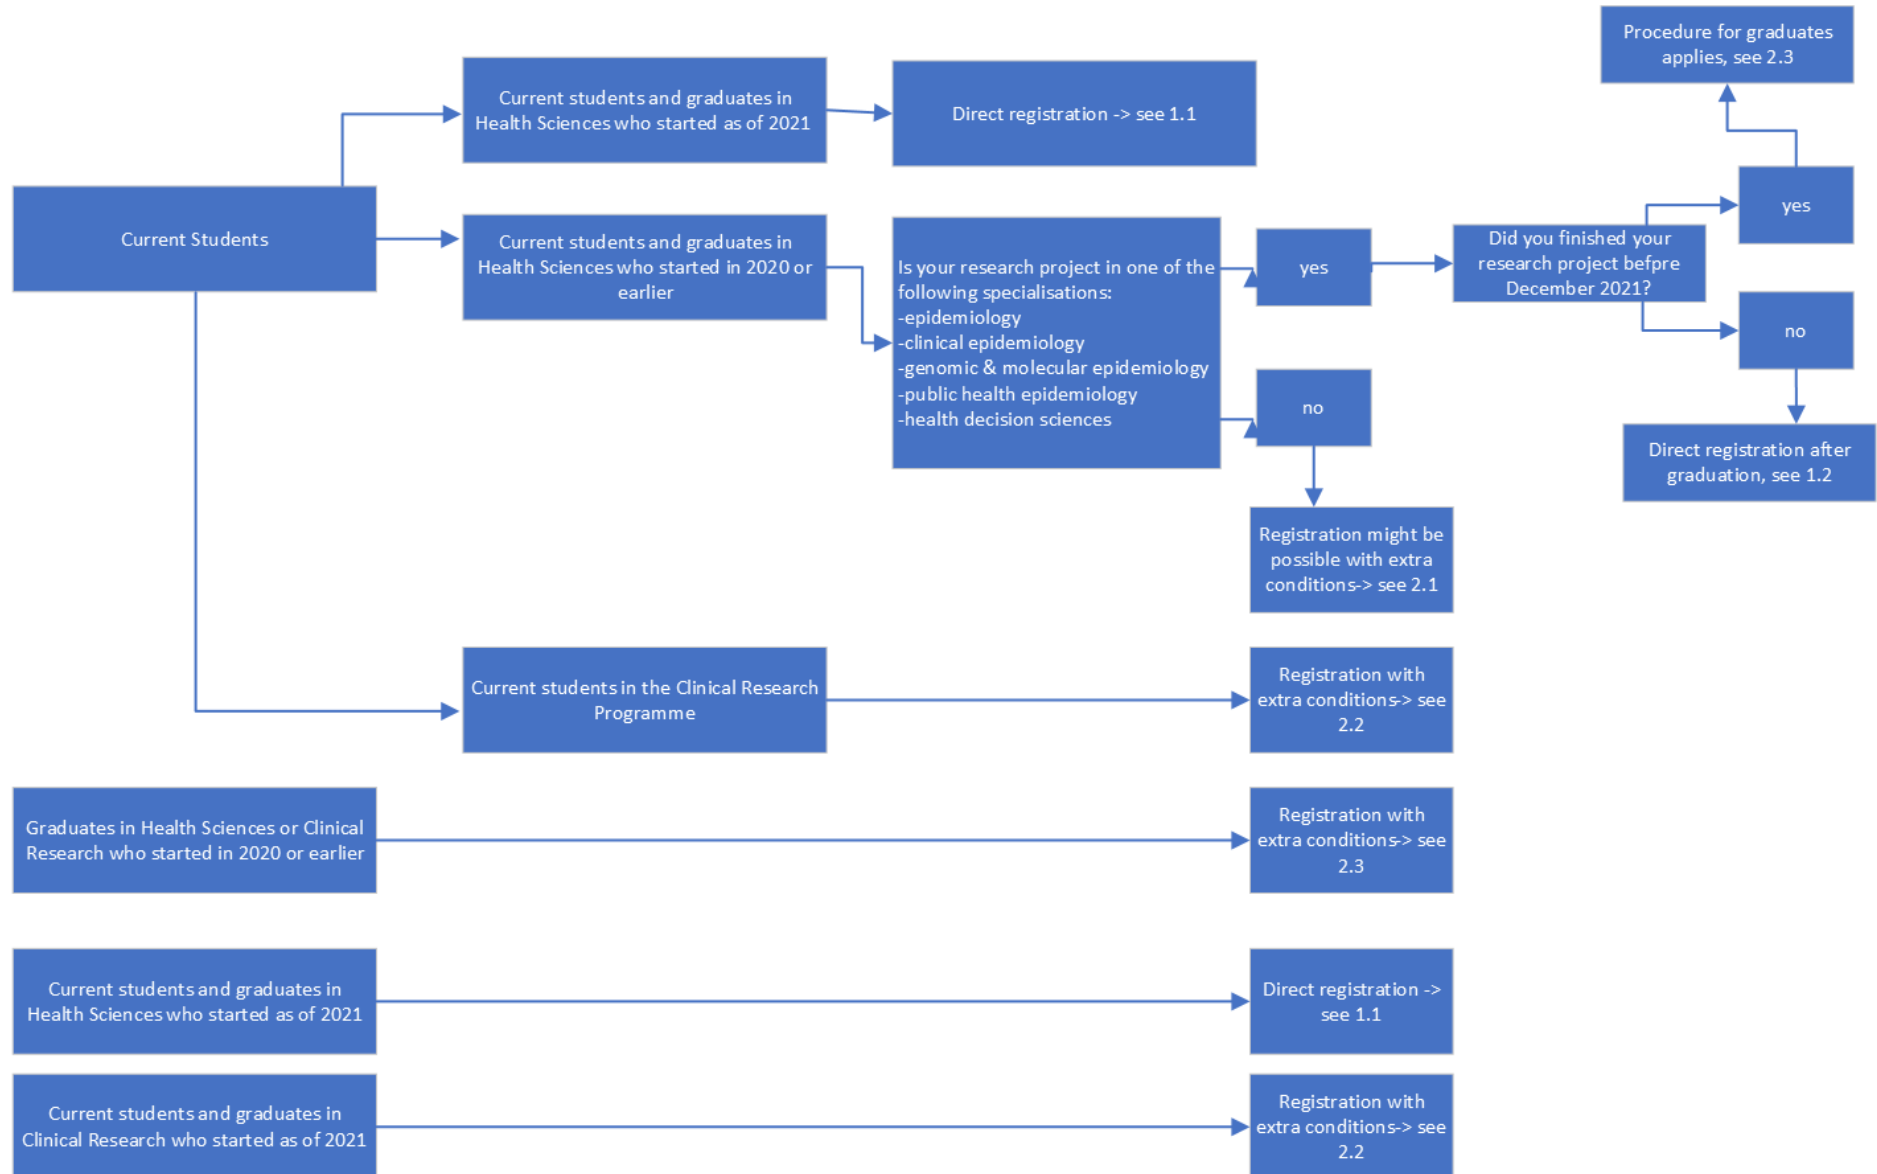 Procedure for graduates
applies, see 2.3
Current students and graduates in
Health Sciences who started as of 2021
Direct registration -> see 1.1
yes
Current Students
Current students and graduates in
Health Sciences who started in 2020 or
earlier
Is your research project in one of the
following specialisations:
-epidemiology
-clinical epidemiology
-genomic & molecular epidemiology
-public health epidemiology
-health decision sciences
yes
Did you finished your
research project befpre
December 2021?
no
no
Direct registration after
graduation, see 1.2
Registration might be
possible with extra
conditions-> see 2.1
Current students in the Clinical Research
Programme
Registration with
extra conditions-> see
2.2
Graduates in Health Sciences or Clinical
Research who started in 2020 or earlier
Registration with
extra conditions-> see
2.3
Current students and graduates in
Health Sciences who started as of 2021
Direct registration ->
see 1.1
Current students and graduates in
Clinical Research who started as of 2021
Registration with
extra conditions-> see
2.2